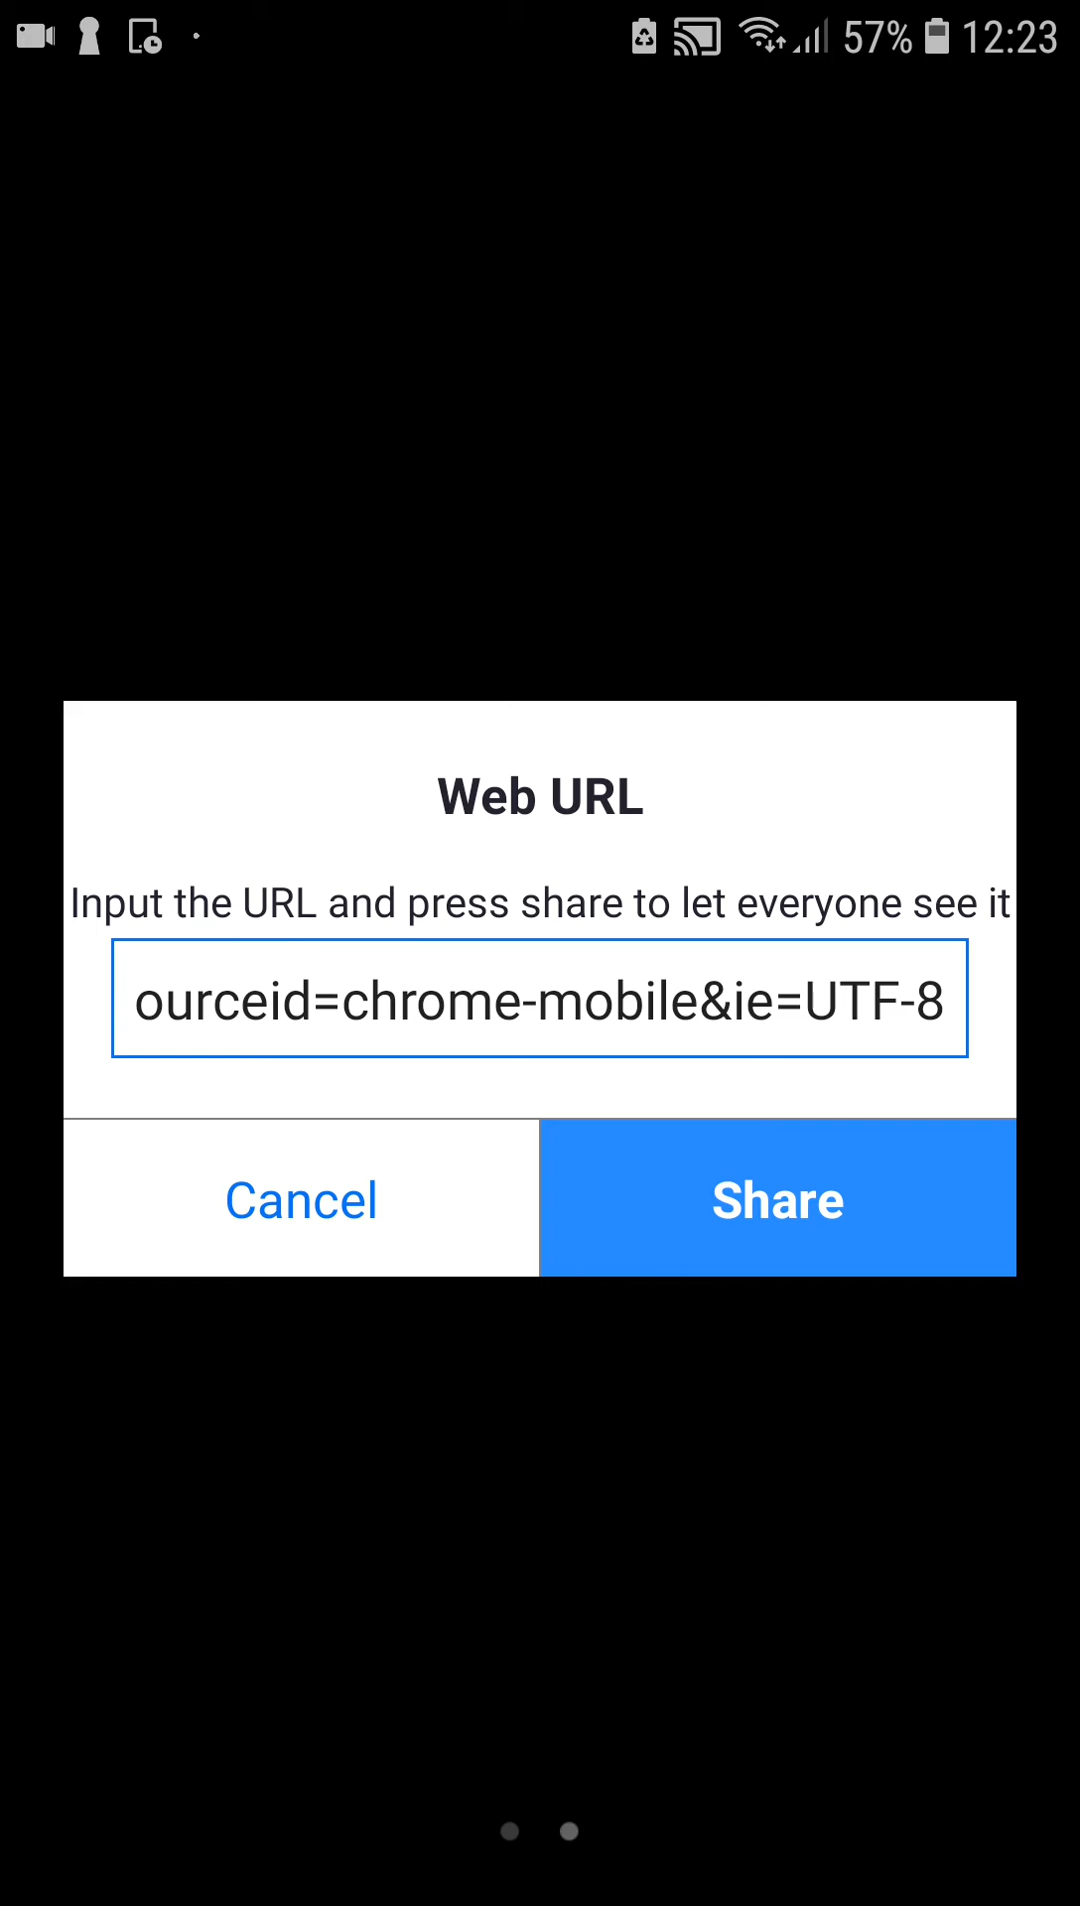 57% 12:23
Web URL
Input the URL and press share to let everyone see it
ourceid=chrome-mobile&ie=UTF-8
Cancel Share